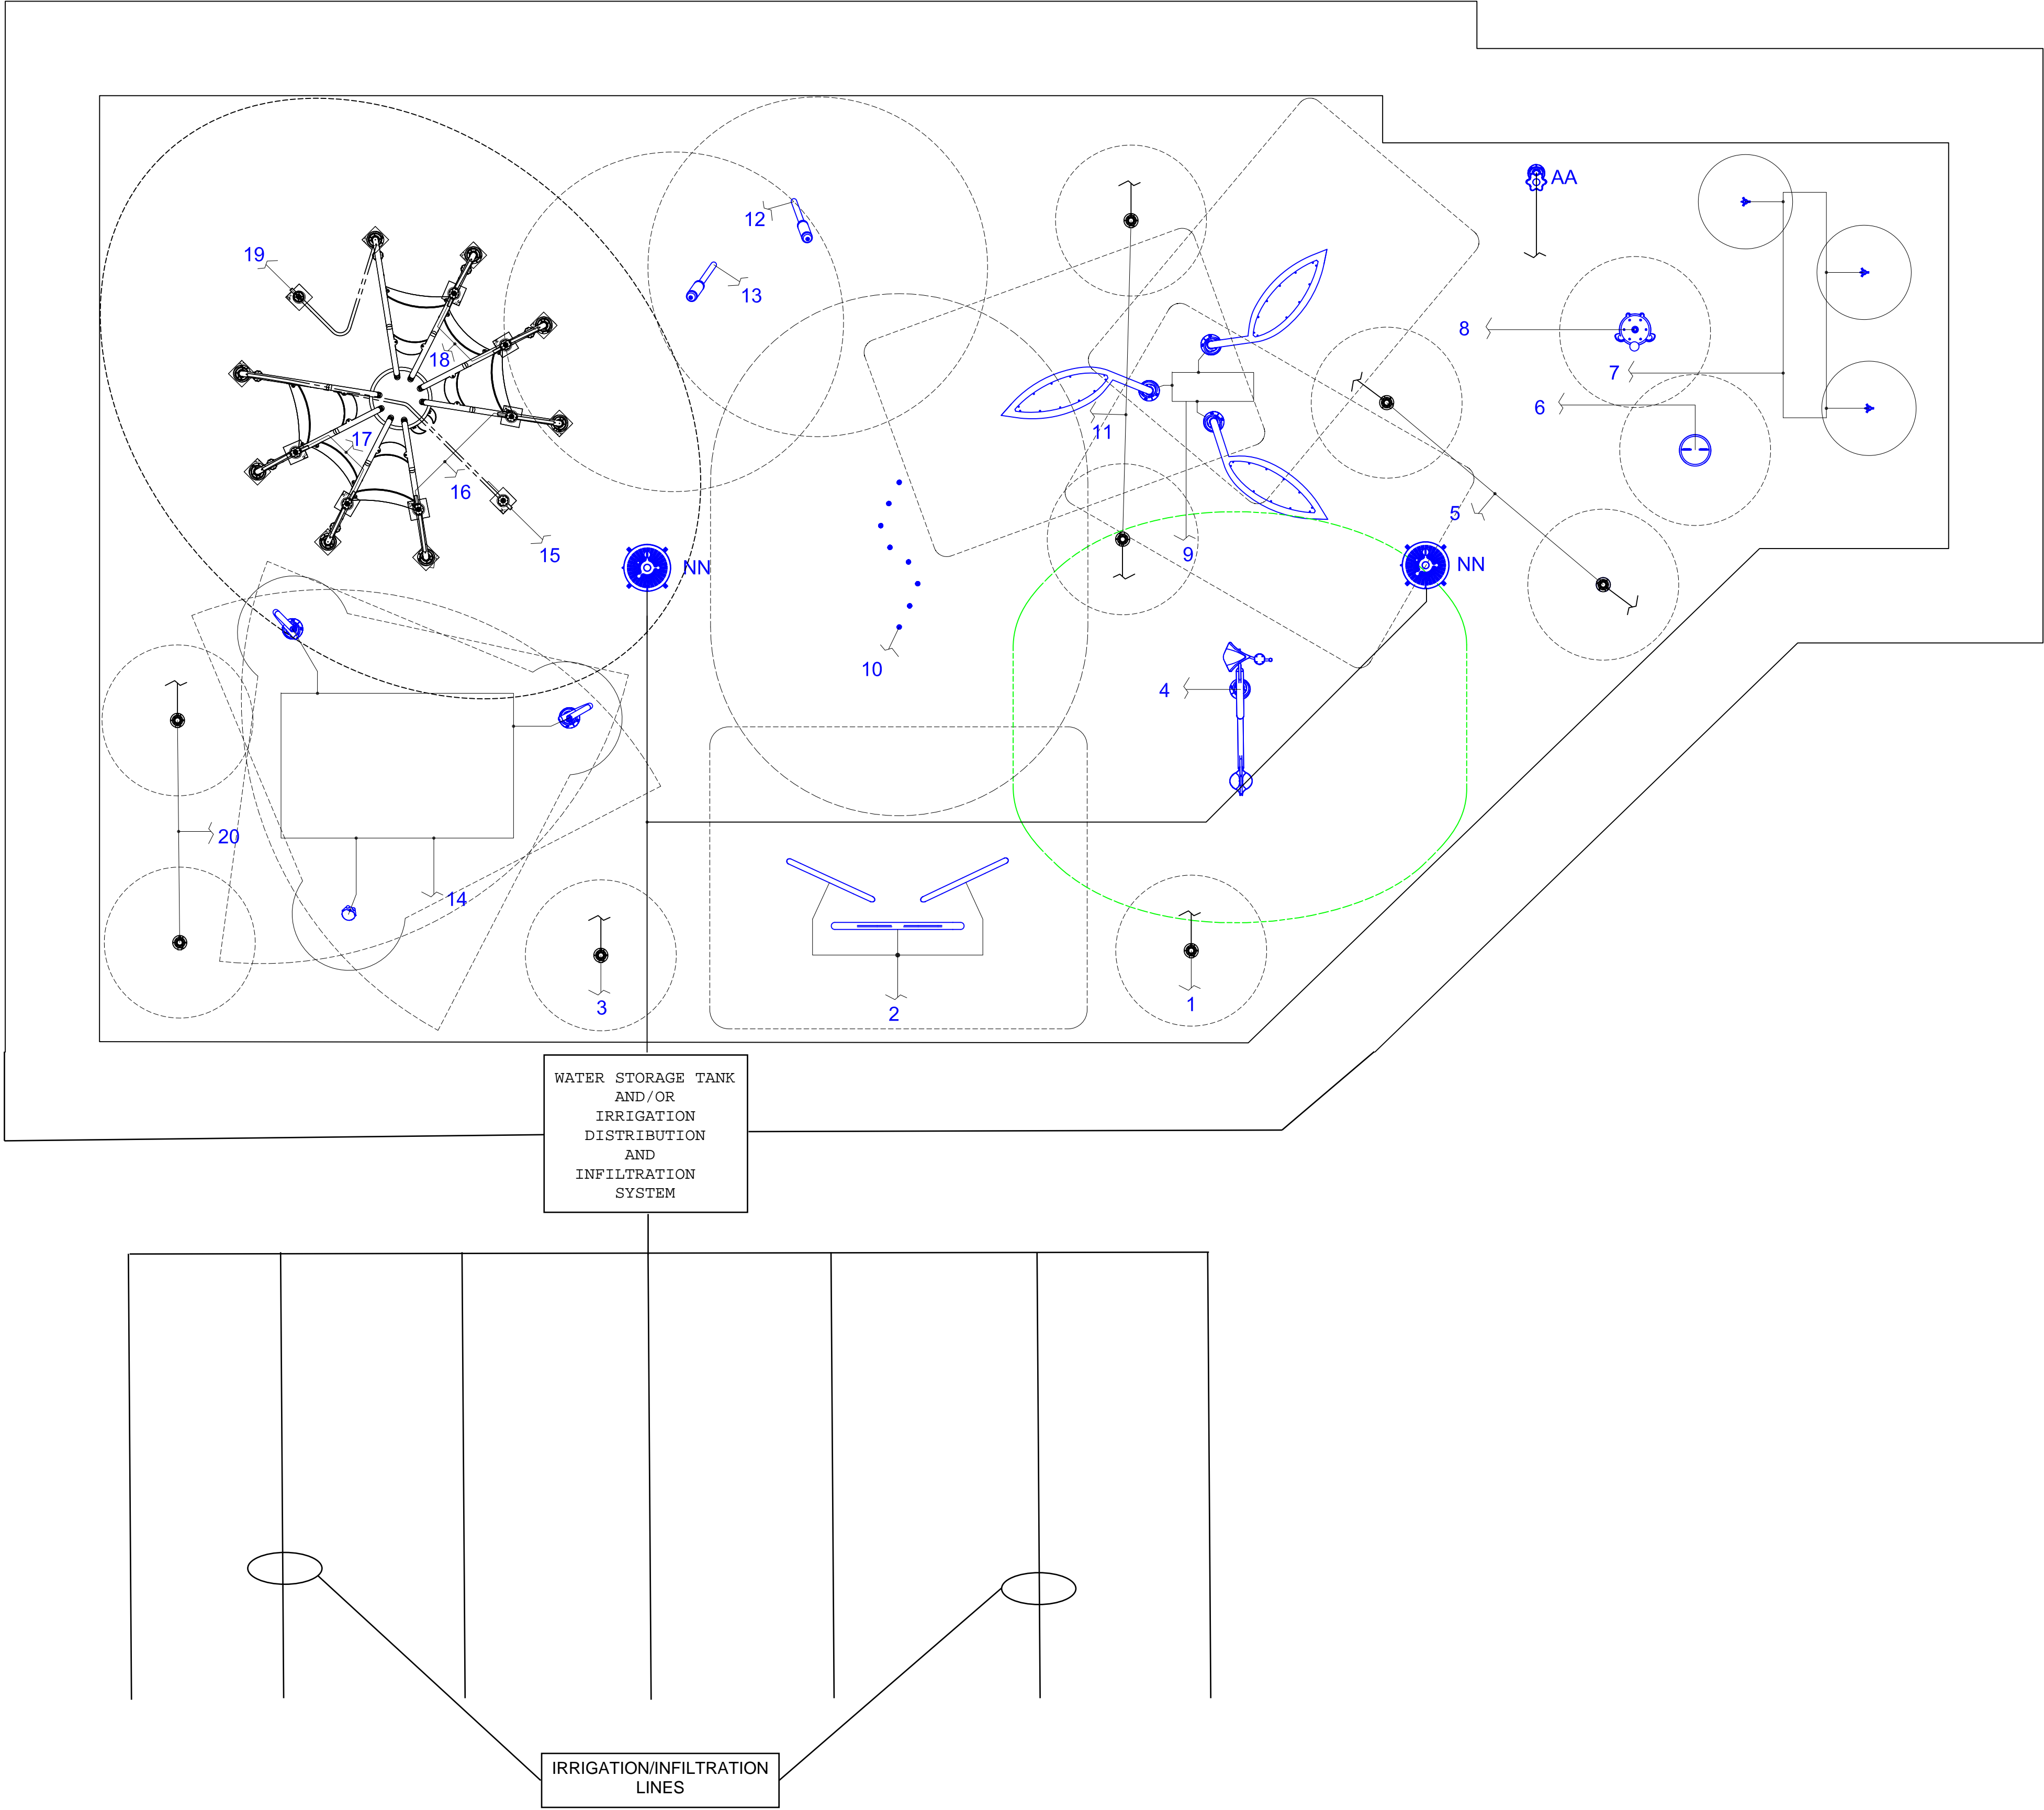 AA
12
19
13
8
18
7
6
11
17
16
5
15
9
NN
NN
10
4
20
14
3
2
1
WATER STORAGE TANK
AND/OR
IRRIGATION
DISTRIBUTION
AND
INFILTRATION
SYSTEM
IRRIGATION/INFILTRATION
LINES